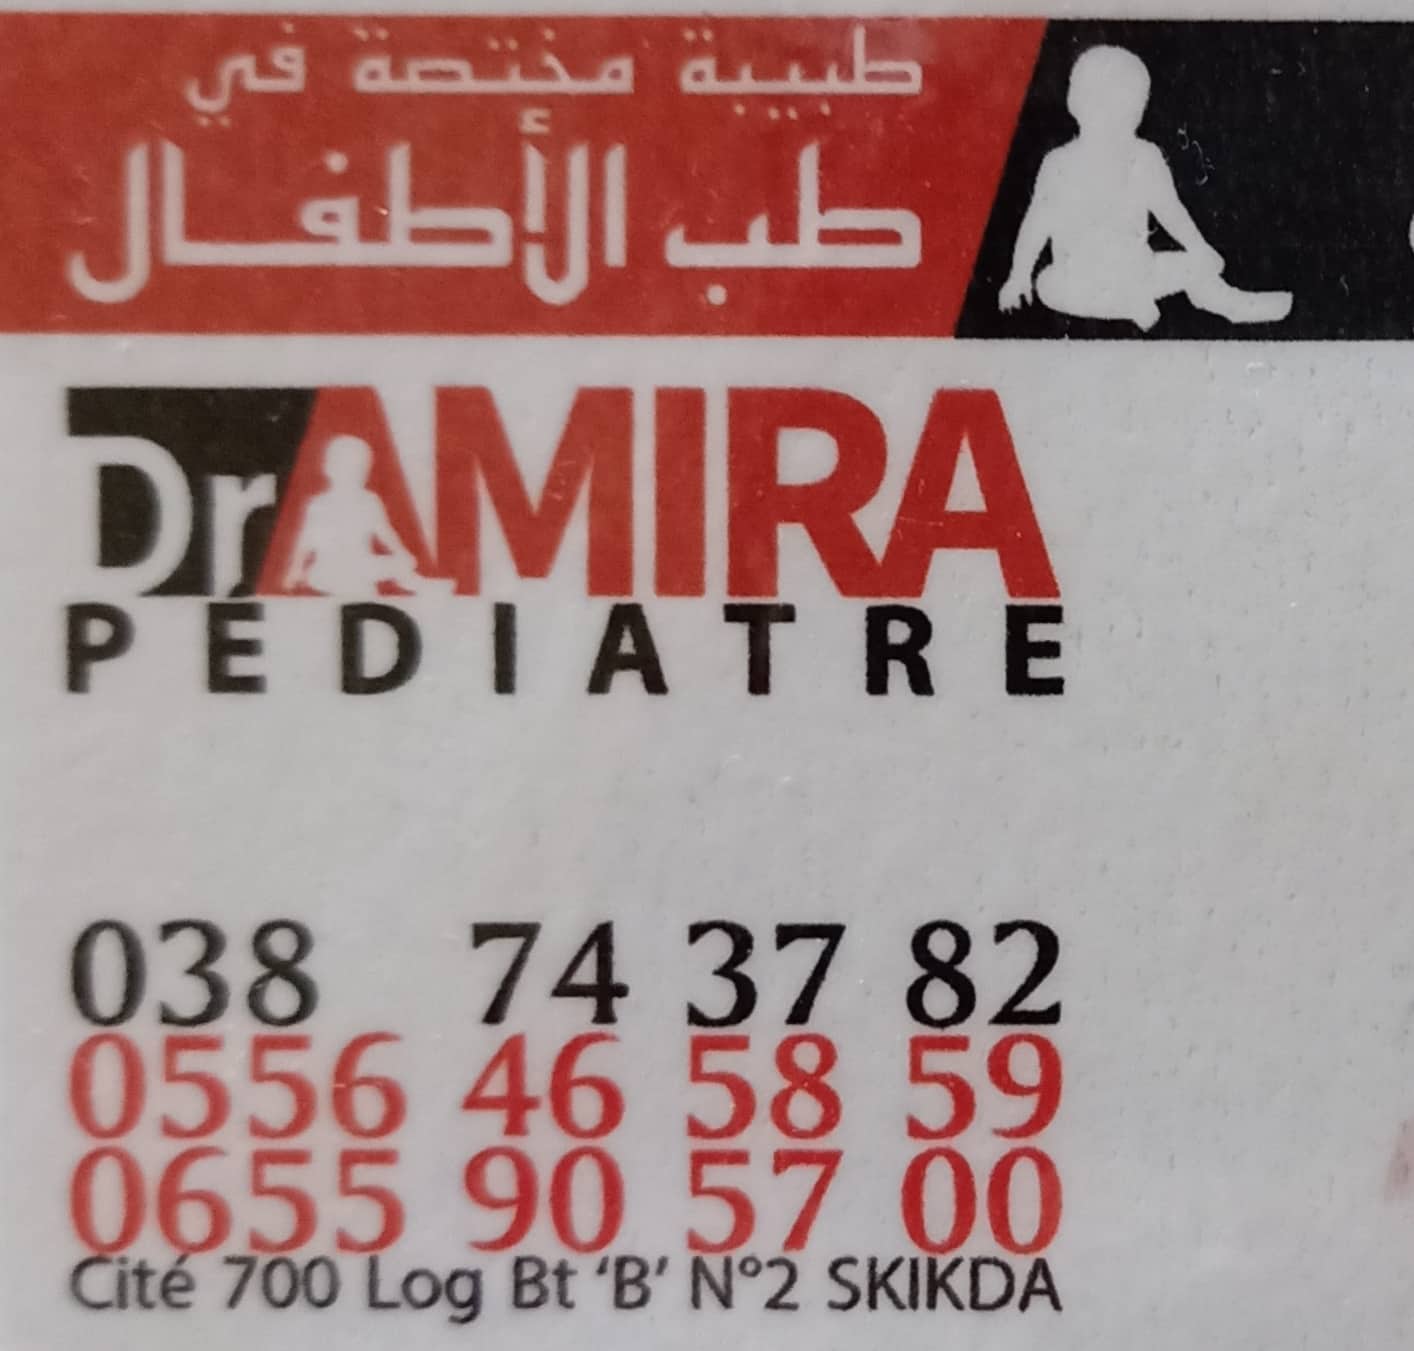 طبيبة مختصة في
طب الأطفال
Dr AMIRA
PEDIATRE
038 74 37 82
0556 46 58 59
0655 90 57 00
Cité 700 Log Bt ‘B’ N°2 SKIKDA